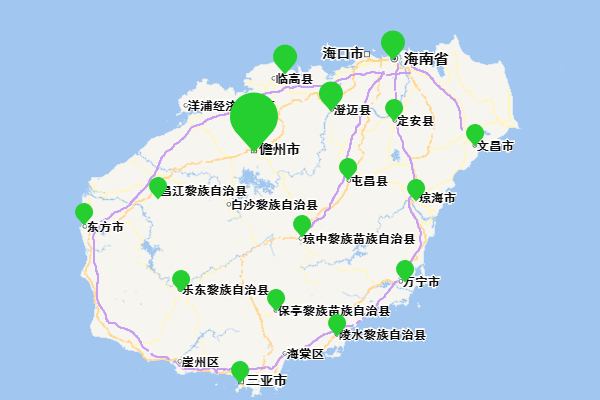 海口市
海南省
临高县
洋浦经济
澄迈县
定安县
儋州市
文昌市
屯昌县
昌江黎族自治县
白沙黎族自治县
琼海市
东方市
琼中黎族苗族自治县
万宁市
乐东黎族自治县
保亭黎族苗族自治县
陵水黎族自治县
海棠区
崖州区
三亚市